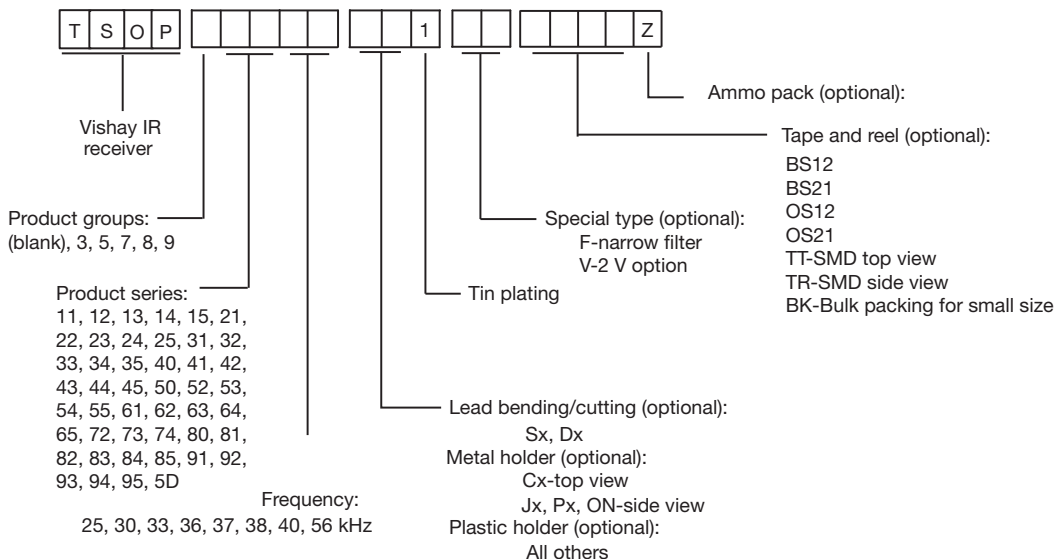 T S O P 1 Z
Ammo pack (optional):
Vishay IR
receiver
Tape and reel (optional):
BS12
BS21
OS12
OS21
TT-SMD top view
TR-SMD side view
BK-Bulk packing for small size
Product groups:
(blank), 3, 5, 7, 8, 9
Special type (optional):
F-narrow filter
V-2 V option
Product series:
11, 12, 13, 14, 15, 21,
22, 23, 24, 25, 31, 32,
33, 34, 35, 40, 41, 42,
43, 44, 45, 50, 52, 53,
54, 55, 61, 62, 63, 64,
65, 72, 73, 74, 80, 81,
82, 83, 84, 85, 91, 92,
93, 94, 95, 5D
Tin plating
Lead bending/cutting (optional):
Sx, Dx
Metal holder (optional):
Cx-top view
Jx, Px, ON-side view
Plastic holder (optional):
All others
Frequency:
25, 30, 33, 36, 37, 38, 40, 56 kHz